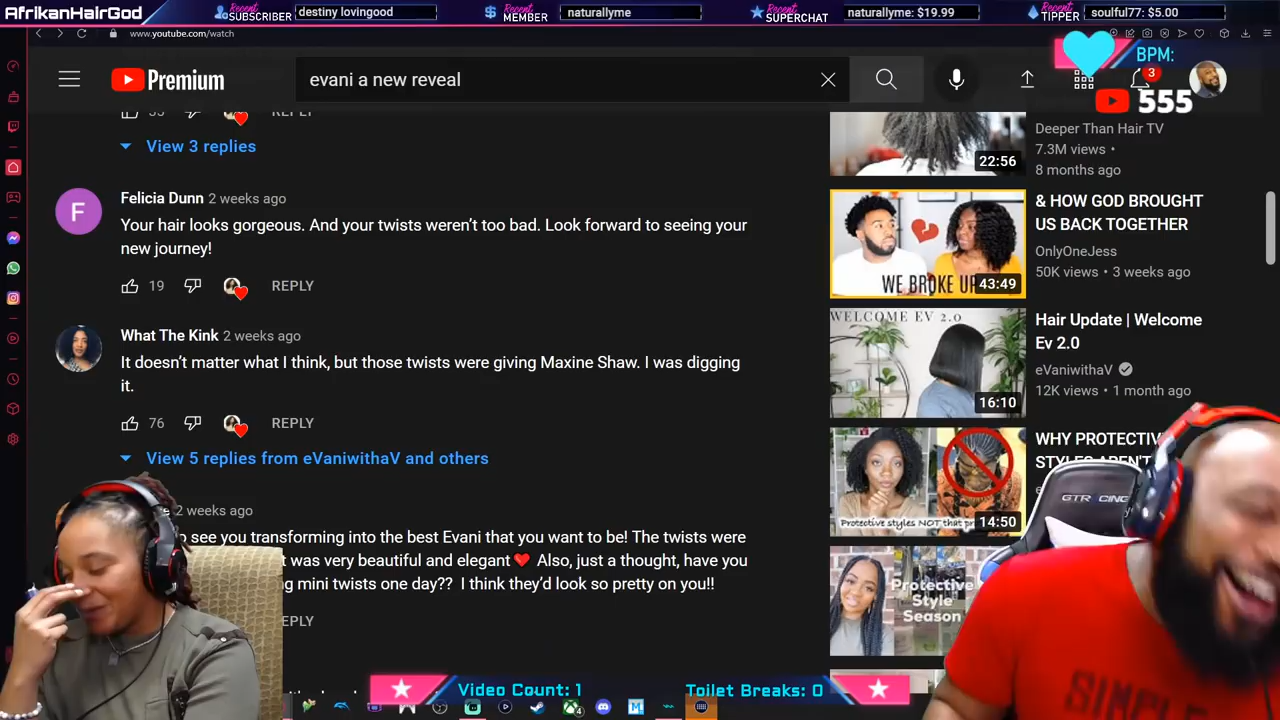 AfrikanHairGod
Recent SUBSCRIBER
destiny lovingood
Recent MEMBER
naturallyme
Recent SUPERCHAT
naturallyme: $19.99
Recent TIPPER
soulful77: $5.00
www.youtube.com/watch
BPM:
Premium
evani a new reveal
3
555
REPLY
View 3 replies
Felicia Dunn 2 weeks ago
Your hair looks gorgeous. And your twists weren’t too bad. Look forward to seeing your
new journey!
19
REPLY
What The Kink 2 weeks ago
It doesn’t matter what I think, but those twists were giving Maxine Shaw. I was digging
it.
76
REPLY
View 5 replies from eVaniwithaV and others
2 weeks ago
see you transforming into the best Evani that you want to be! The twists were
was very beautiful and elegant ❤ Also, just a thought, have you
mini twists one day?? I think they’d look so pretty on you!!
Deeper Than Hair TV
7.3M views •
8 months ago
22:56
& HOW GOD BROUGHT
US BACK TOGETHER
OnlyOneJess
50K views • 3 weeks ago
WE BROKE UP
43:49
WELCOME EV 2.0
Hair Update | Welcome
Ev 2.0
eVaniwithaV
12K views • 1 month ago
16:10
WHY PROTECTIVE
Protective styles NOT that
14:50
Protective
Style
Season
GTRACING
Video Count: 1
Toilet Breaks: 0